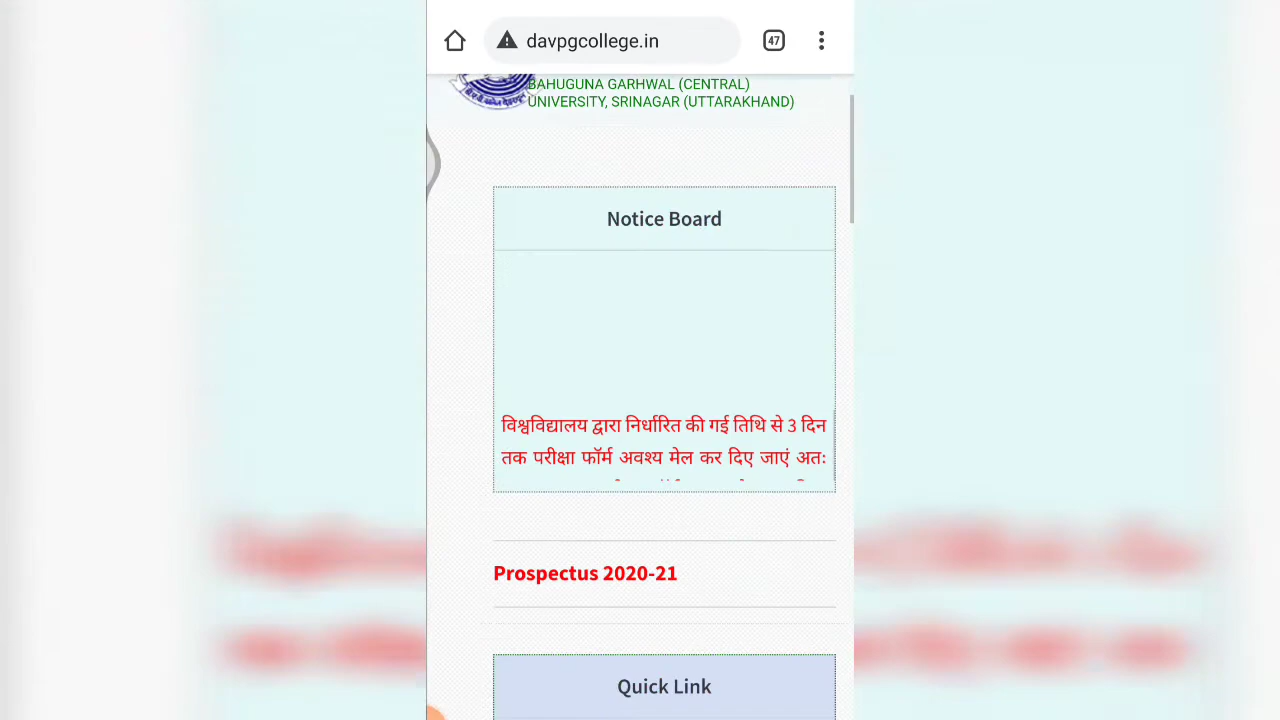 davpgcollege.in
47
BAHUGUNA GARHWAL (CENTRAL)
UNIVERSITY, SRINAGAR (UTTARAKHAND)
Notice Board
विश्वविद्यालय द्वारा निर्धारित की गई तिथि से 3 दिन
तक परीक्षा फॉर्म अवश्य मेल कर दिए जाएं अतः
Prospectus 2020-21
Quick Link